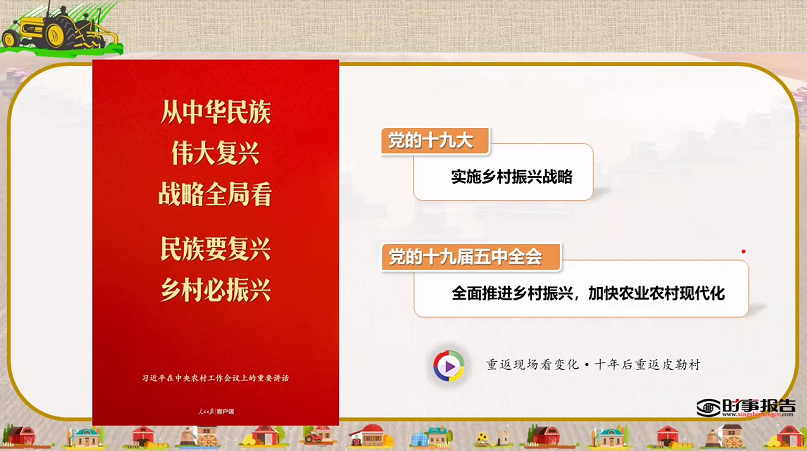 从中华民族
伟大复兴
战略全局看
民族要复兴
乡村必振兴
习近平在中央农村工作会议上的重要讲话
人民日报 客户端
党的十九大
实施乡村振兴战略
党的十九届五中全会
全面推进乡村振兴，加快农业农村现代化
重返现场看变化·十年后重返皮勒村
时事报告